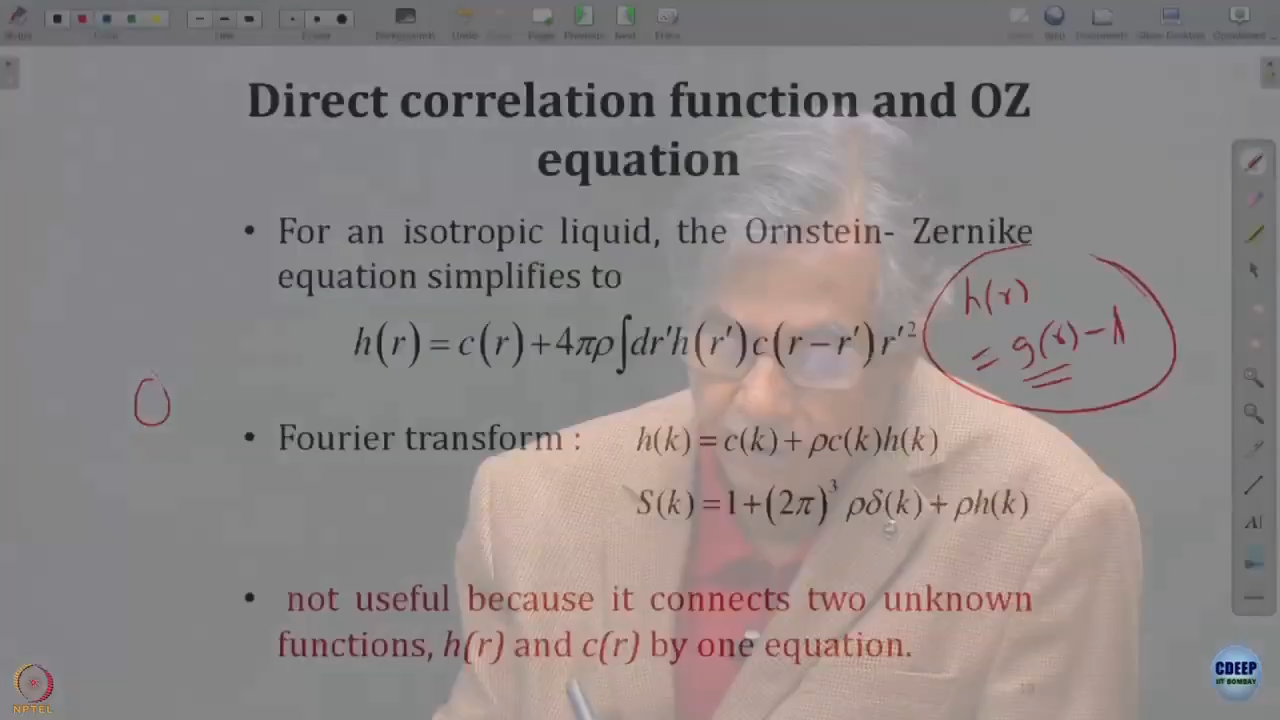 Direct correlation function and OZ
equation
• For an isotropic liquid, the Ornstein- Zernike
equation simplifies to
h(r) = c(r) + 4πρ∫dr′h(r′)c(r−r′)r′²
h(r)
= g(r) − 1
• Fourier transform : h(k) = c(k) + ρc(k)h(k)
S(k) = 1 + (2π)³ ρδ(k) + ρh(k)
• not useful because it connects two unknown
functions, h(r) and c(r) by one equation.
NPTEL
CDEEP
IIT BOMBAY